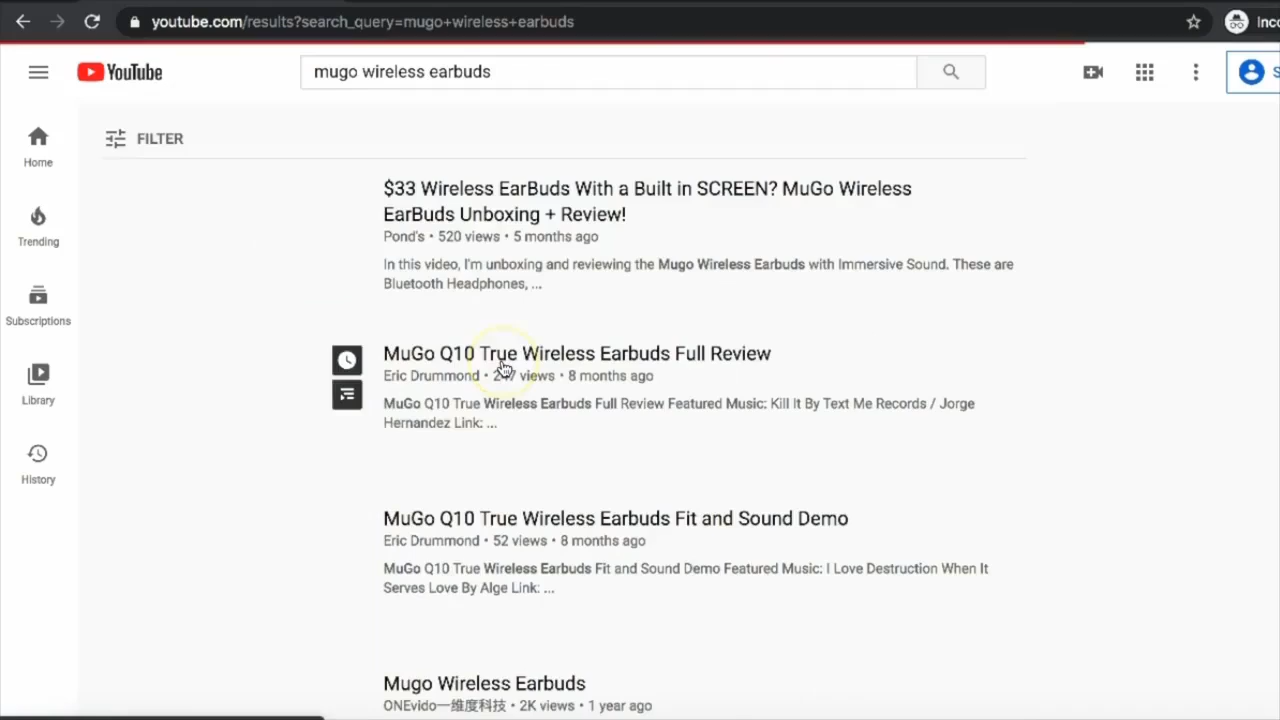 youtube.com/results?search_query=mugo+wireless+earbuds
YouTube
mugo wireless earbuds
FILTER
Home
Trending
Subscriptions
Library
History
$33 Wireless EarBuds With a Built in SCREEN? MuGo Wireless
EarBuds Unboxing + Review!
Pond's • 520 views • 5 months ago
In this video, I'm unboxing and reviewing the Mugo Wireless Earbuds with Immersive Sound. These are
Bluetooth Headphones, ...
MuGo Q10 True Wireless Earbuds Full Review
Eric Drummond • views • 8 months ago
MuGo Q10 True Wireless Earbuds Full Review Featured Music: Kill It By Text Me Records / Jorge
Hernandez Link: ...
MuGo Q10 True Wireless Earbuds Fit and Sound Demo
Eric Drummond • 52 views • 8 months ago
MuGo Q10 True Wireless Earbuds Fit and Sound Demo Featured Music: I Love Destruction When It
Serves Love By Alge Link: ...
Mugo Wireless Earbuds
ONEvido一维度科技 • 2K views • 1 year ago